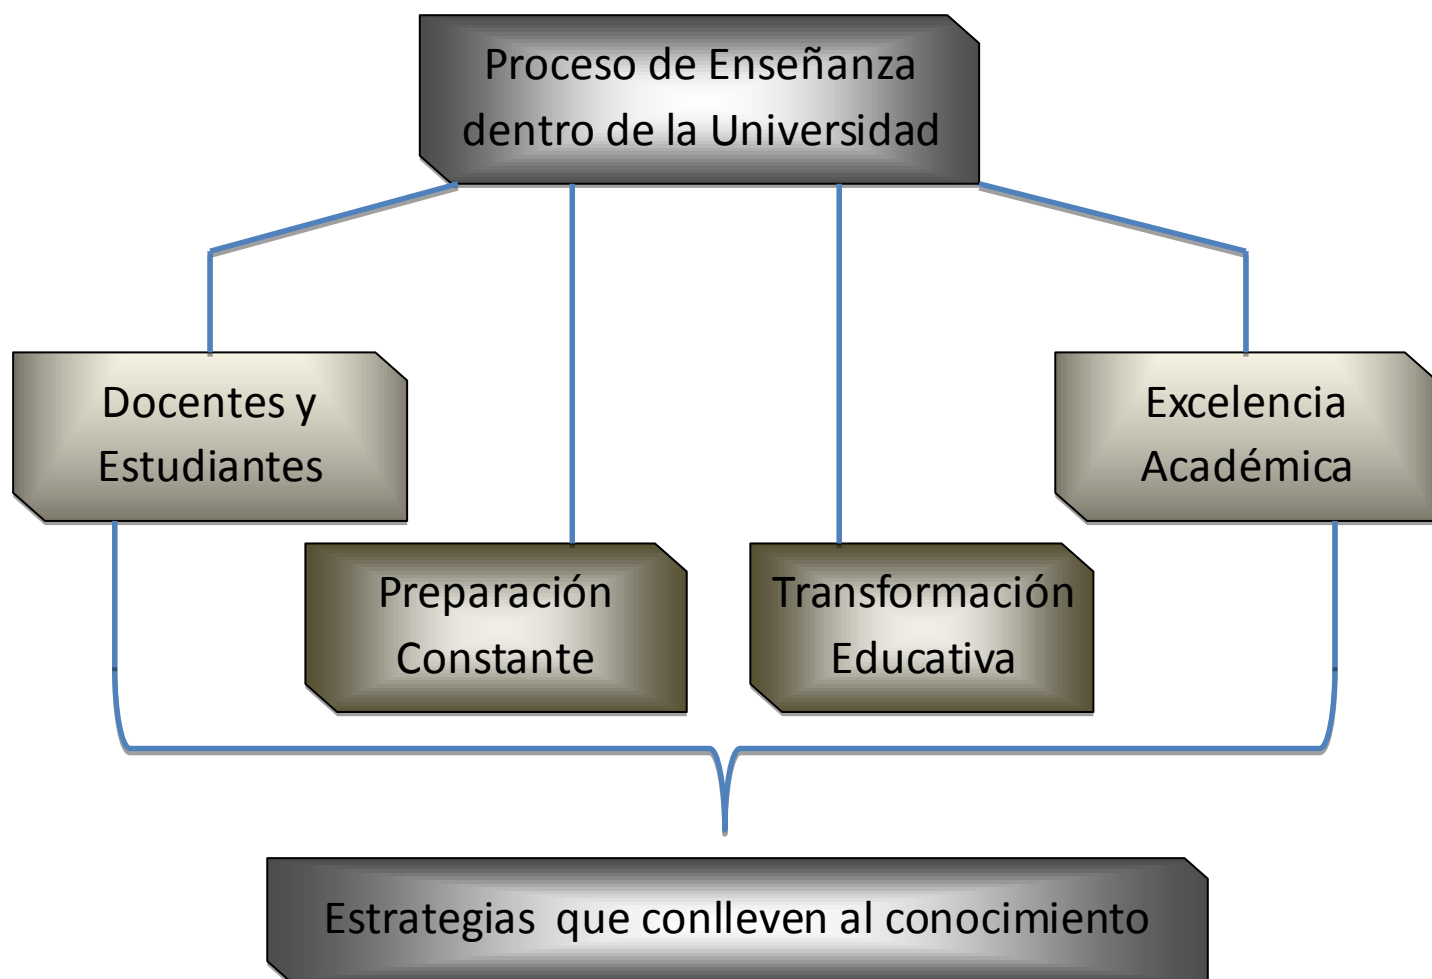 Proceso de Enseñanza
dentro de la Universidad
Docentes y
Estudiantes
Excelencia
Académica
Preparación
Constante
Transformación
Educativa
Estrategias  que conlleven al conocimiento